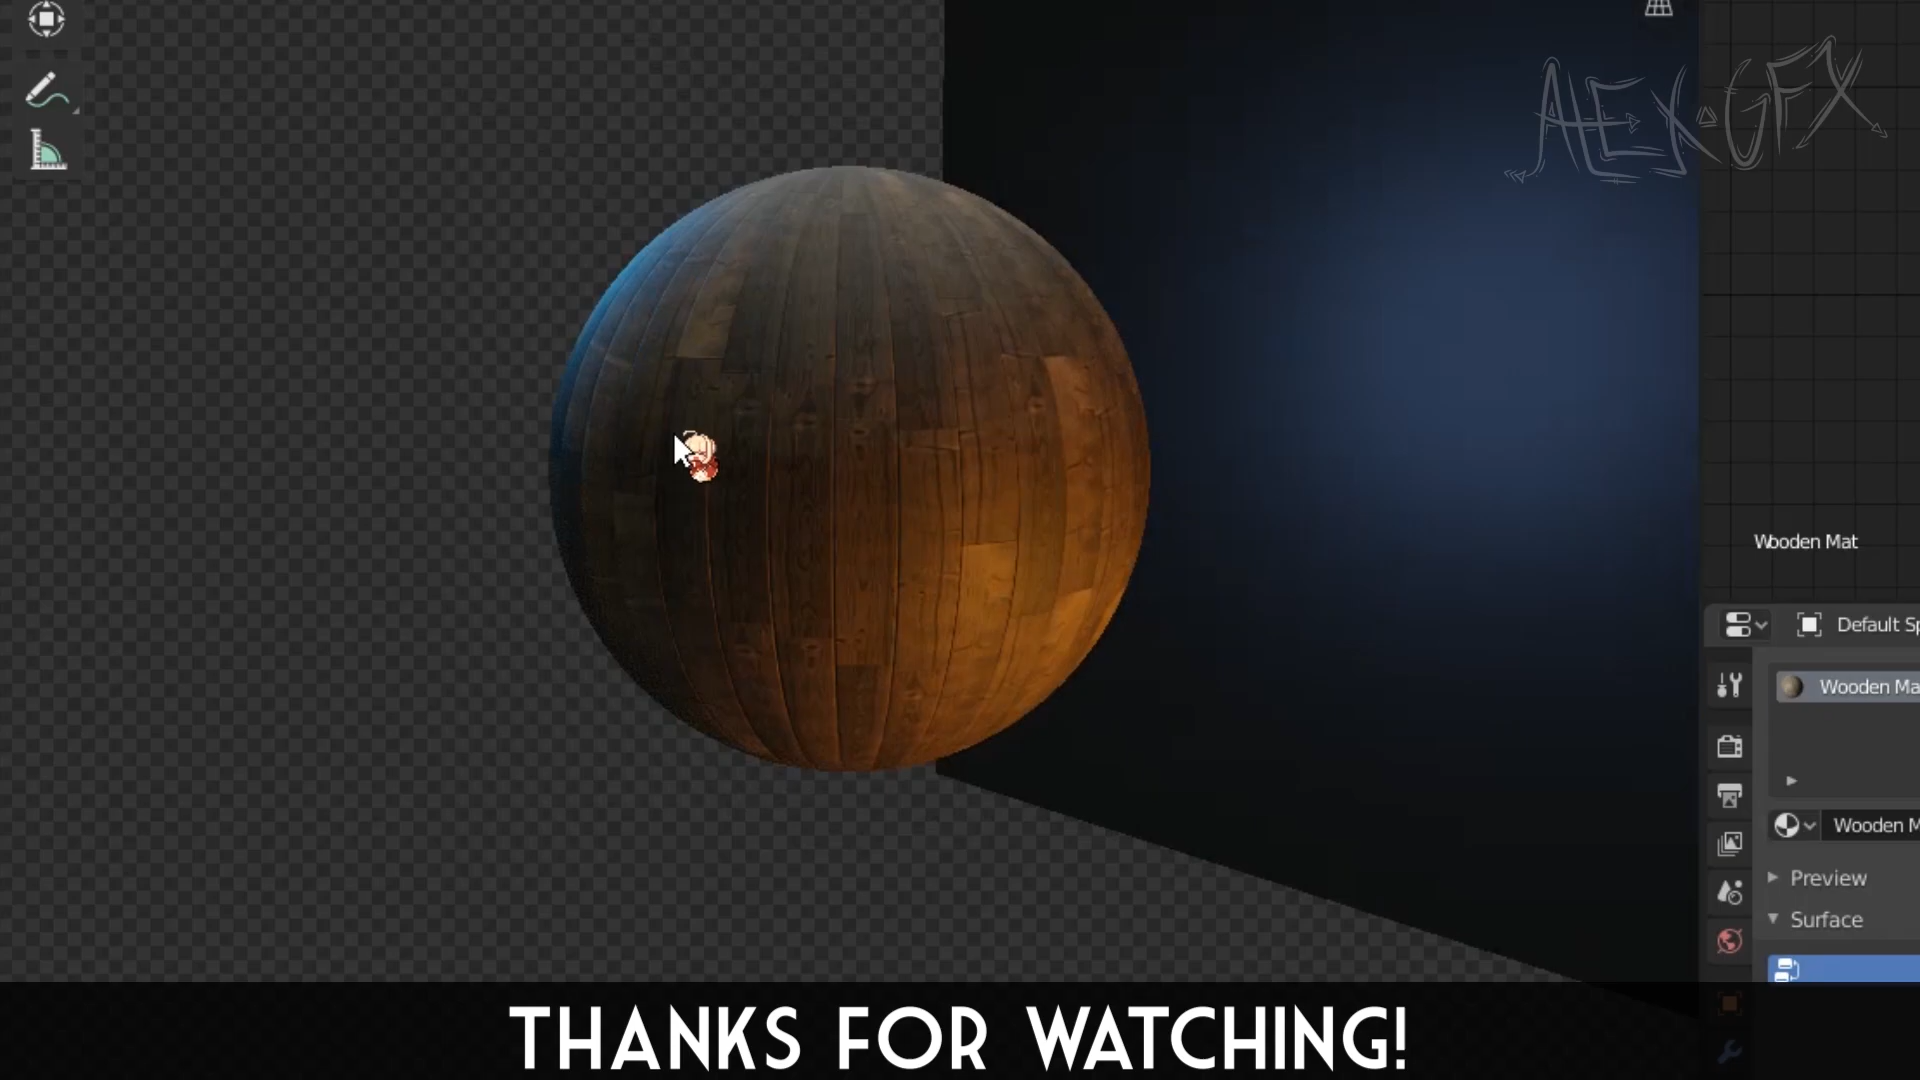 ALEX GFX
Wooden Mat
Default Sp
Wooden Ma
Wooden M
Preview
Surface
THANKS FOR WATCHING!